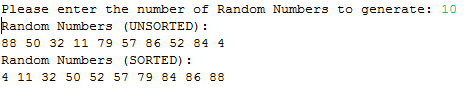 Please enter the number of Random Numbers to generate: 10
Random Numbers (UNSORTED):
88 50 32 11 79 57 86 52 84 4
Random Numbers (SORTED):
4 11 32 50 52 57 79 84 86 88